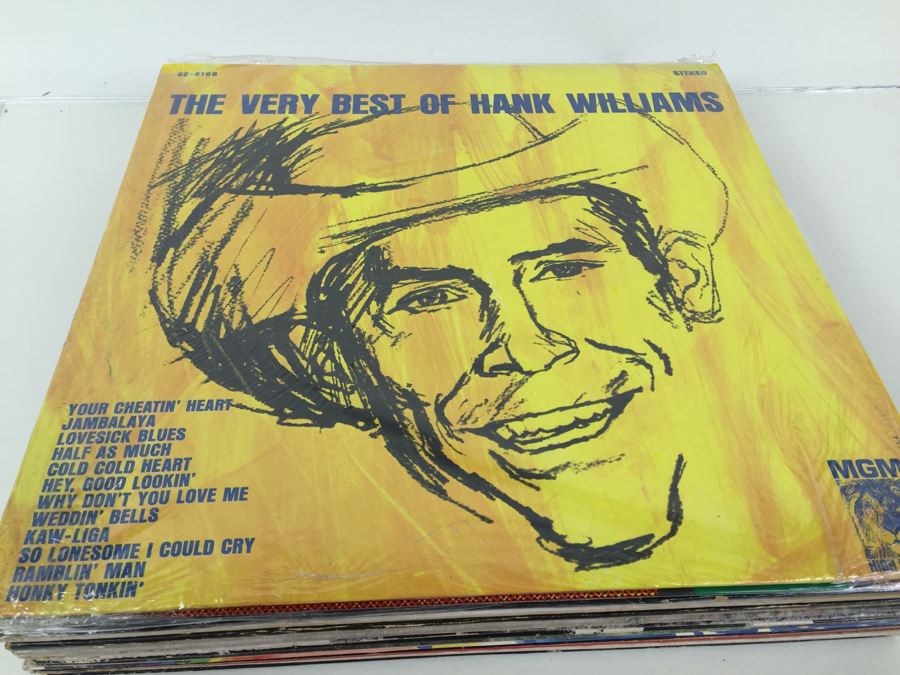 SE-4168
STEREO
THE VERY BEST OF HANK WILLIAMS
YOUR CHEATIN' HEART
JAMBALAYA
LOVESICK BLUES
HALF AS MUCH
COLD COLD HEART
HEY, GOOD LOOKIN'
WHY DON'T YOU LOVE ME
WEDDIN' BELLS
KAW-LIGA
SO LONESOME I COULD CRY
RAMBLIN' MAN
HONKY TONKIN'
MGM
HIGH